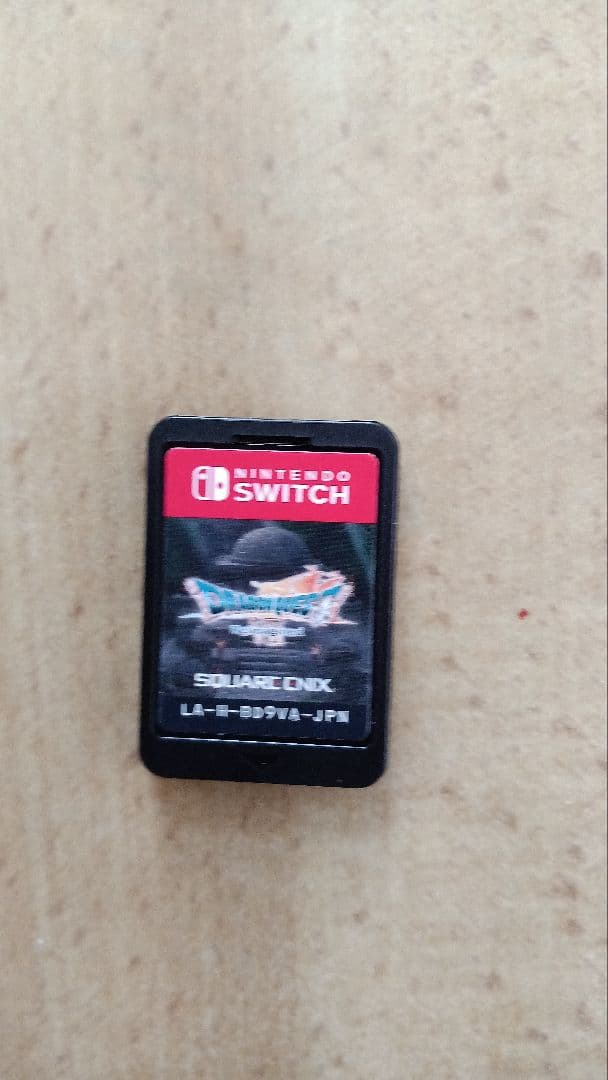 NINTENDO
SWITCH
SQUARE ENIX
LA-H-BD9VA-JPN